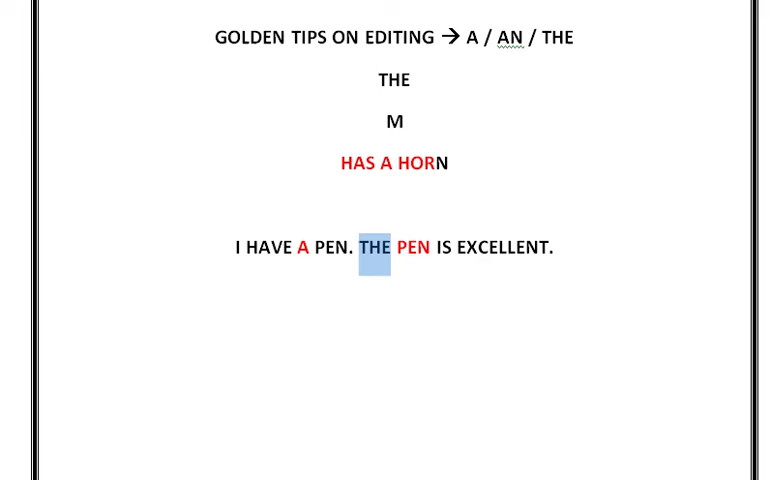 GOLDEN TIPS ON EDITING → A / AN / THE
THE
M
HAS A HORN
I HAVE A PEN. THE PEN IS EXCELLENT.